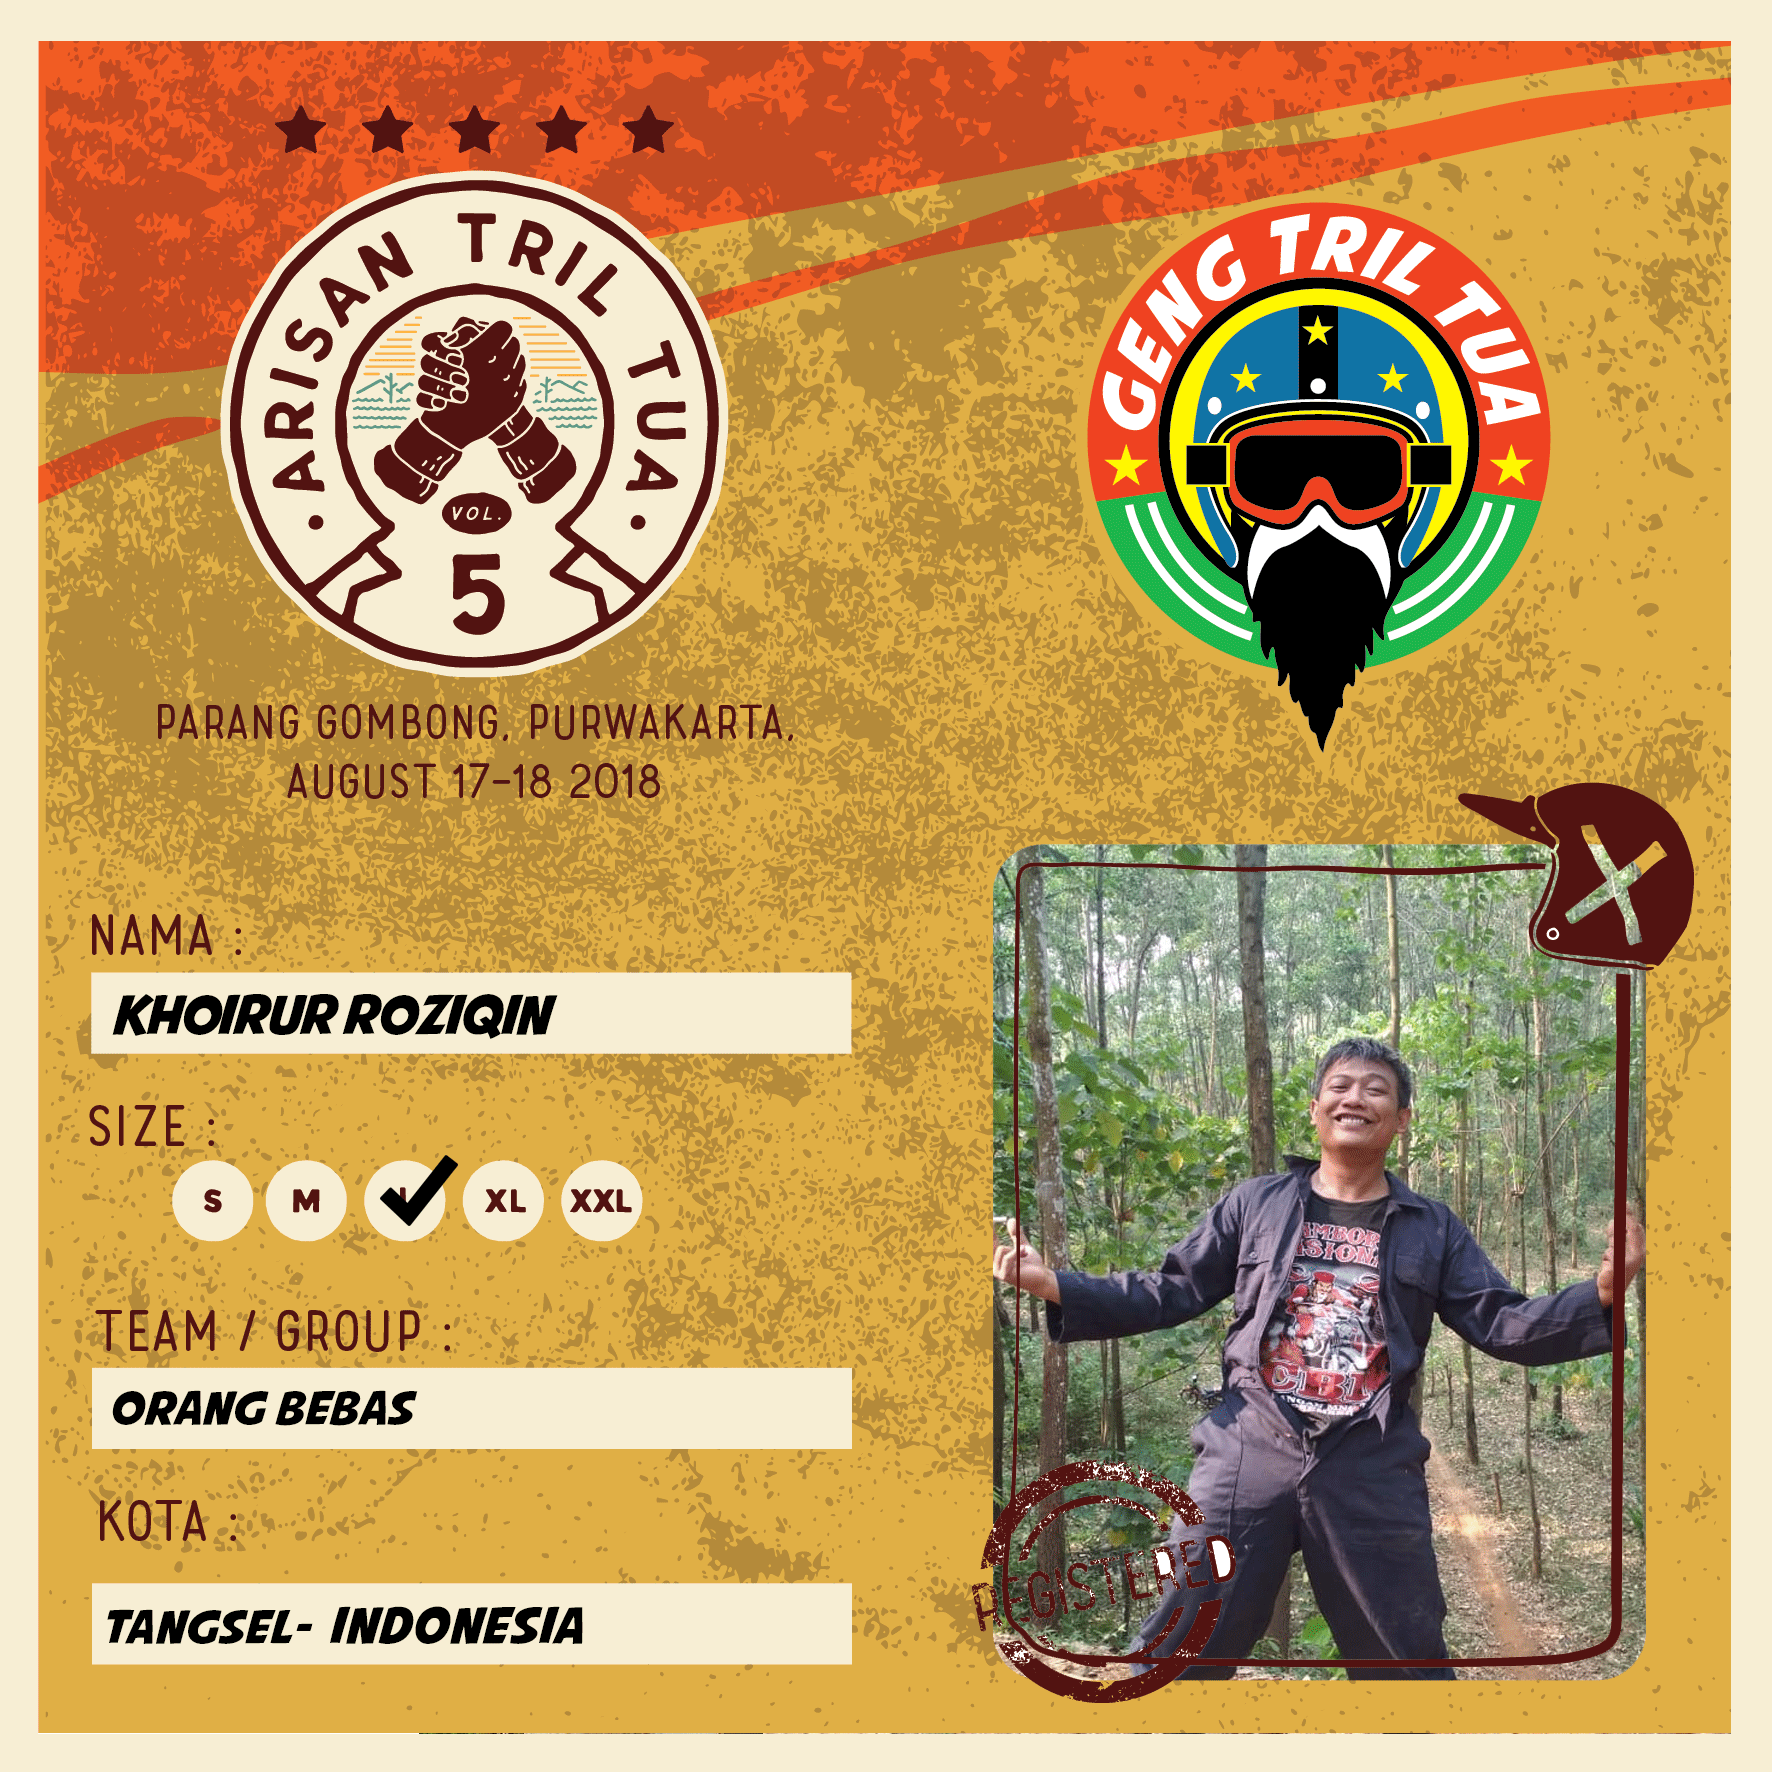 ARISAN TRIL TUA
VOL.
5
GENG TRIL TUA
PARANG GOMBONG, PURWAKARTA,
AUGUST 17-18 2018
NAMA :
KHOIRUR ROZIQIN
SIZE :
S M L XL XXL
TEAM / GROUP :
ORANG BEBAS
KOTA :
TANGSEL- INDONESIA
REGISTERED